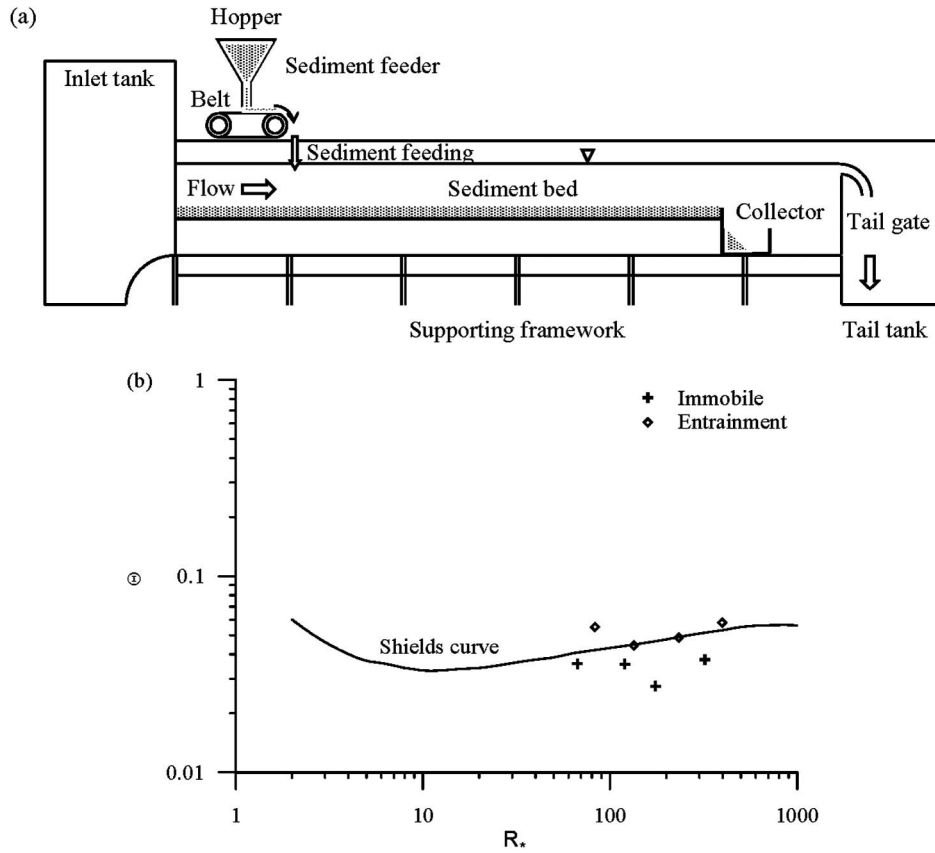 (a)
Hopper
Inlet tank
Sediment feeder
Belt
Sediment feeding
Flow
Sediment bed
Collector
Tail gate
Supporting framework
Tail tank
(b)
1
Immobile
Entrainment
0.1
Θ
Shields curve
0.01
1
10
100
1000
R*